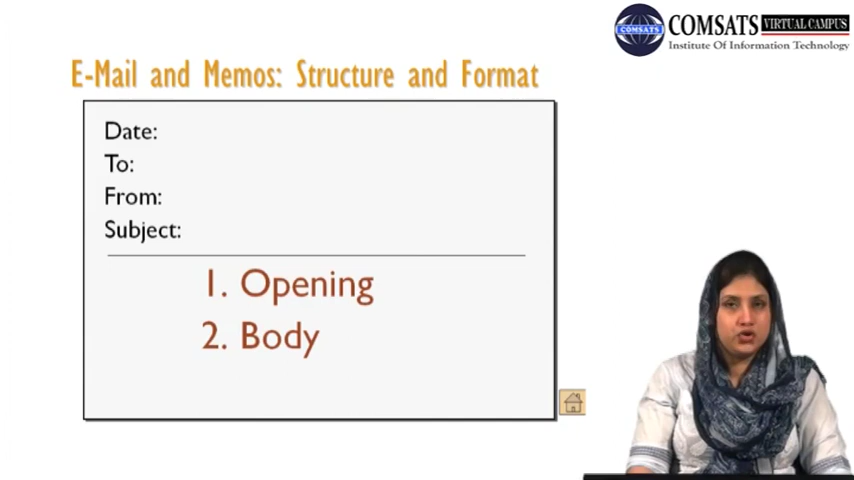 COMSATS VIRTUAL CAMPUS
Institute Of Information Technology
COMSATS
E-Mail and Memos: Structure and Format
Date:
To:
From:
Subject:
1. Opening
2. Body